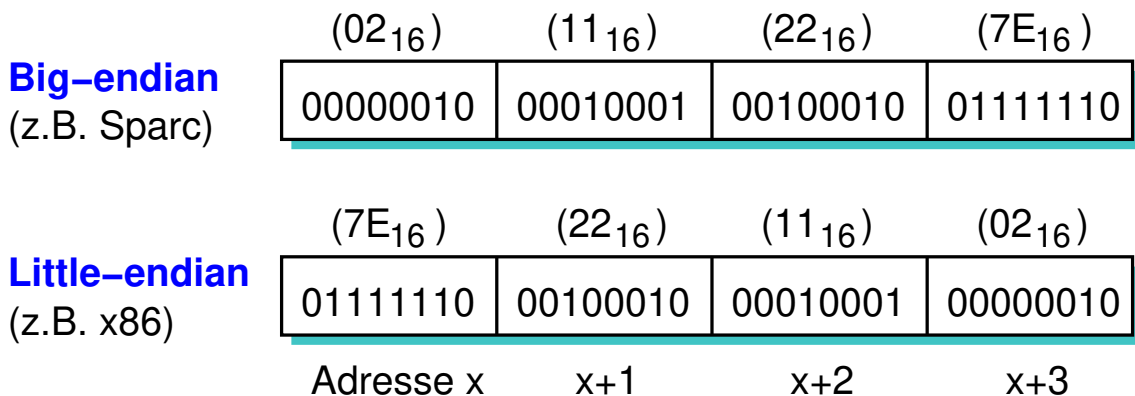 (02₁₆) (11₁₆) (22₁₆) (7E₁₆)
Big−endian 00000010 00010001 00100010 01111110
(z.B. Sparc)
(7E₁₆) (22₁₆) (11₁₆) (02₁₆)
Little−endian 01111110 00100010 00010001 00000010
(z.B. x86)
Adresse x x+1 x+2 x+3